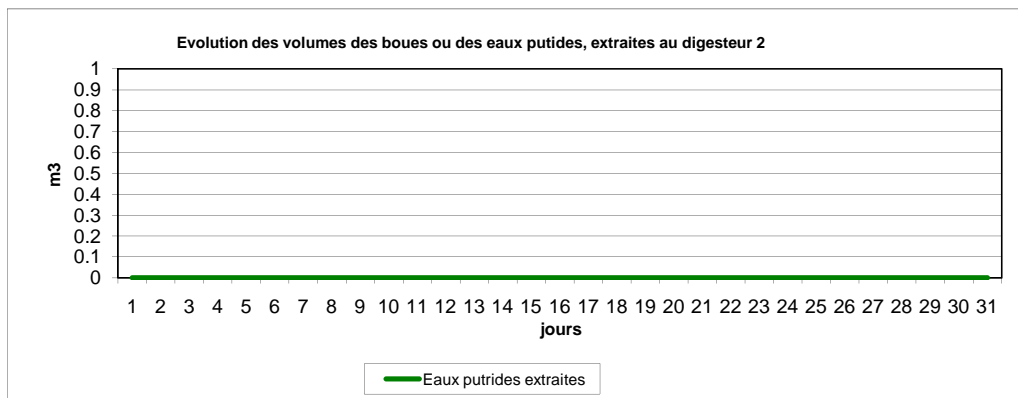 Evolution des volumes des boues ou des eaux putides, extraites au digesteur 2
1
0.9
0.8
0.7
0.6
0.5
0.4
0.3
0.2
0.1
0
m3
1 2 3 4 5 6 7 8 9 10 11 12 13 14 15 16 17 18 19 20 21 22 23 24 25 26 27 28 29 30 31
jours
Eaux putrides extraites